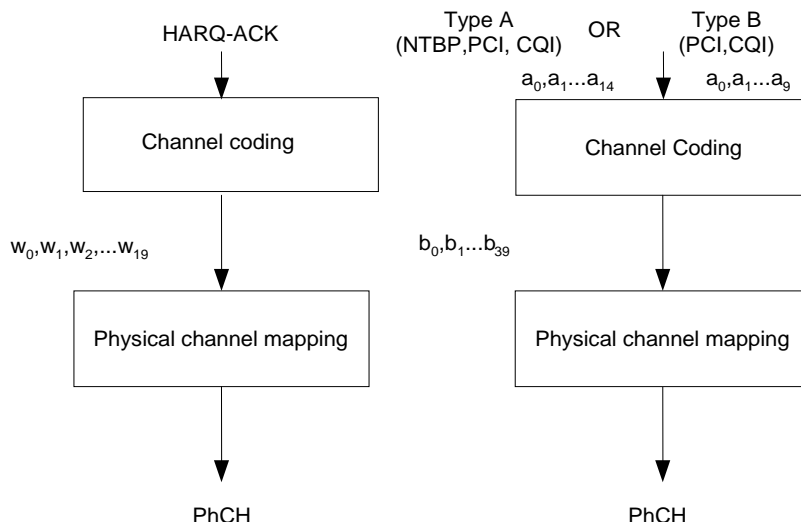 HARQ-ACK
Type A
(NTBP,PCI, CQI)
OR
Type B
(PCI,CQI)
a0,a1...a14
a0,a1...a9
Channel coding
Channel Coding
w0,w1,w2,...w19
b0,b1...b39
Physical channel mapping
Physical channel mapping
PhCH
PhCH